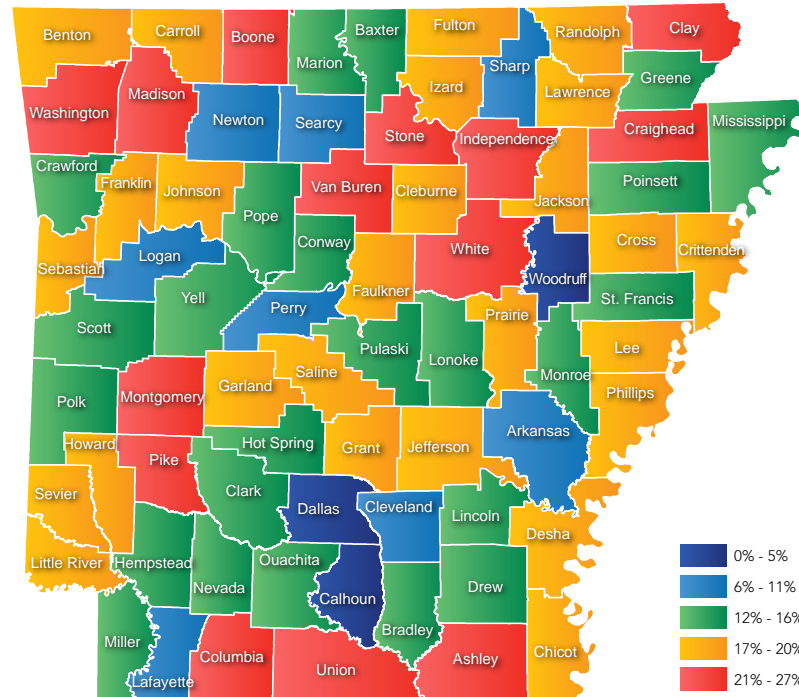 Benton
Carroll
Boone
Marion
Baxter
Fulton
Sharp
Randolph
Clay
Greene
Izard
Lawrence
Washington
Madison
Newton
Searcy
Stone
Independence
Craighead
Mississippi
Crawford
Franklin
Johnson
Pope
Van Buren
Cleburne
Jackson
Poinsett
Conway
Logan
Sebastian
White
Woodruff
Cross
Crittenden
Yell
Perry
Faulkner
Prairie
St. Francis
Scott
Pulaski
Lonoke
Monroe
Lee
Saline
Garland
Montgomery
Polk
Phillips
Howard
Pike
Hot Spring
Grant
Jefferson
Arkansas
Sevier
Clark
Dallas
Cleveland
Lincoln
Desha
Little River
Hempstead
Nevada
Ouachita
Calhoun
Bradley
Drew
Miller
Lafayette
Columbia
Union
Ashley
Chicot
0% - 5%
6% - 11%
12% - 16%
17% - 20%
21% - 27%